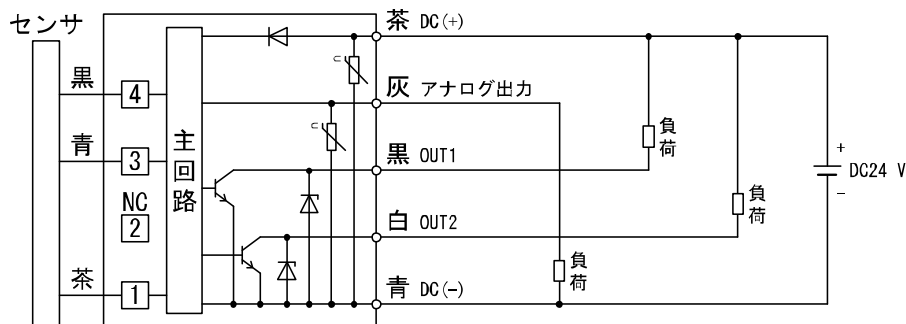 センサ
茶 DC(+)
黒
4
灰 アナログ出力
負荷
青
3
主回路
黒 OUT1
+
DC24 V
-
NC
2
負荷
白 OUT2
負荷
茶
1
青 DC(-)